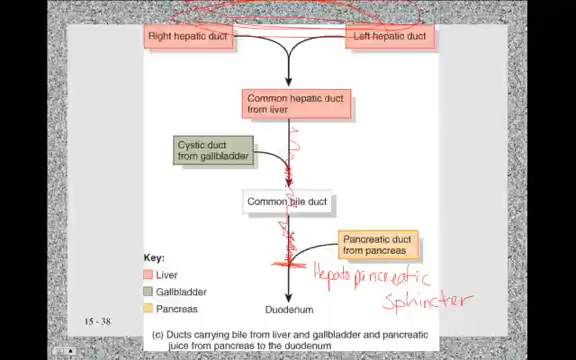 Right hepatic duct
Left hepatic duct
Common hepatic duct
from liver
Cystic duct
from gallbladder
Common bile duct
Pancreatic duct
from pancreas
Hepatopancreatic
Sphincter
Key:
Liver
Gallbladder
Pancreas
Duodenum
15 - 38
(c) Ducts carrying bile from liver and gallbladder and pancreatic
juice from pancreas to the duodenum